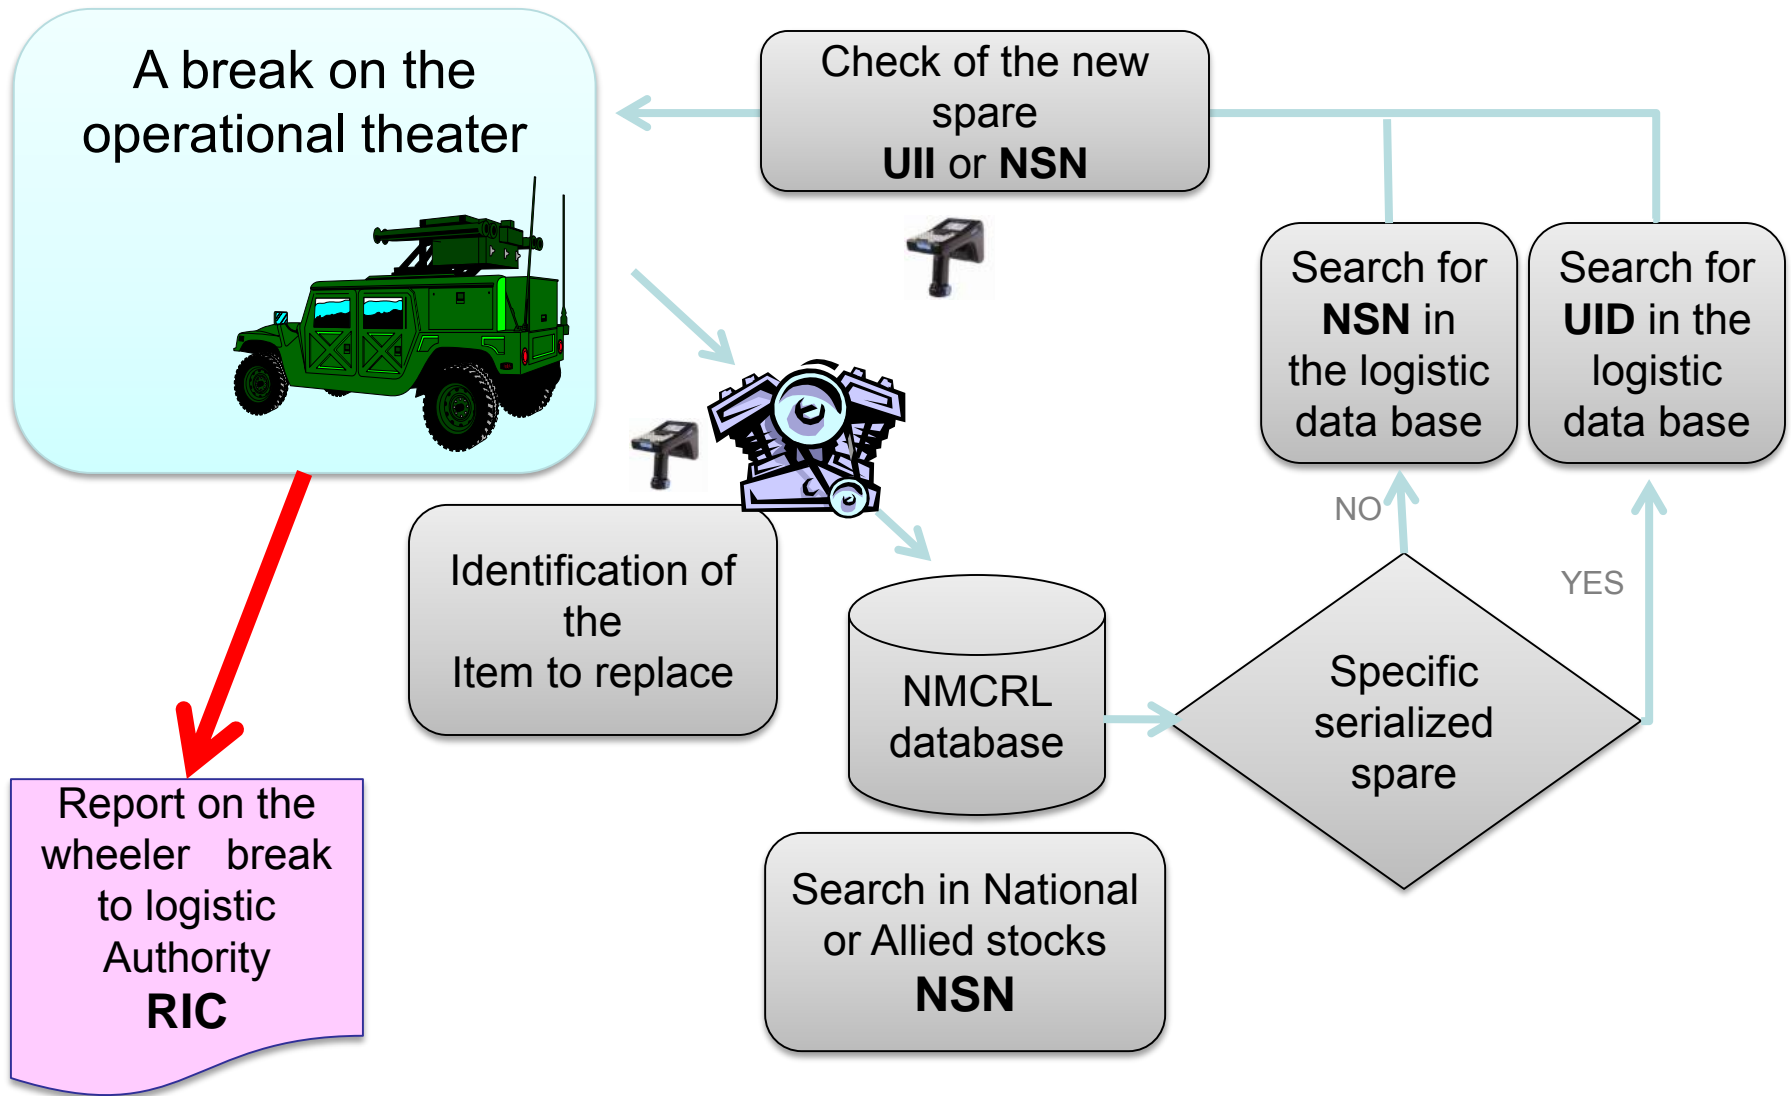 A break on the
operational theater
Check of the new
spare
UII or NSN
Search for
NSN in
the logistic
data base
Search for
UID in the
logistic
data base
NO
YES
Identification of
the
Item to replace
NMCRL
database
Specific
serialized
spare
Report on the
wheeler break
to logistic
Authority
RIC
Search in National
or Allied stocks
NSN